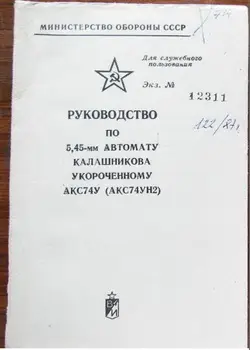 МИНИСТЕРСТВО ОБОРОНЫ СССР
Для служебного
пользования
Экз. №
12311
РУКОВОДСТВО
ПО
5,45-мм АВТОМАТУ
КАЛАШНИКОВА
УКОРОЧЕННОМУ
АКС74У (АКС74УН2)